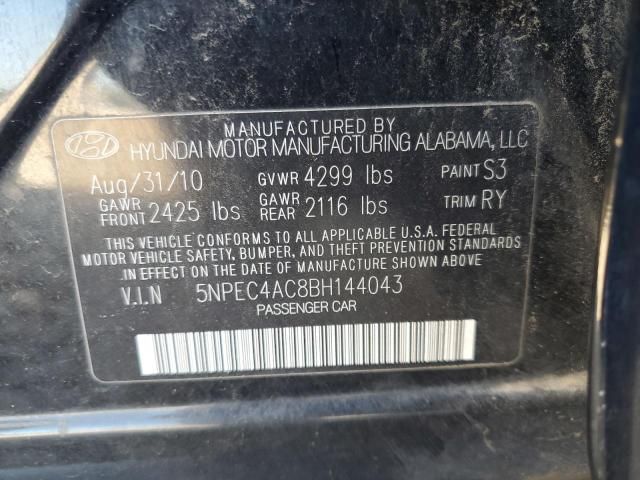 MANUFACTURED BY
HYUNDAI MOTOR MANUFACTURING ALABAMA, LLC
Aug/31/10 GVWR 4299 lbs PAINT S3
GAWR FRONT 2425 lbs GAWR REAR 2116 lbs TRIM RY
THIS VEHICLE CONFORMS TO ALL APPLICABLE U.S.A. FEDERAL
MOTOR VEHICLE SAFETY, BUMPER, AND THEFT PREVENTION STANDARDS
IN EFFECT ON THE DATE OF MANUFACTURE SHOWN ABOVE
V.I.N 5NPEC4AC8BH144043
PASSENGER CAR